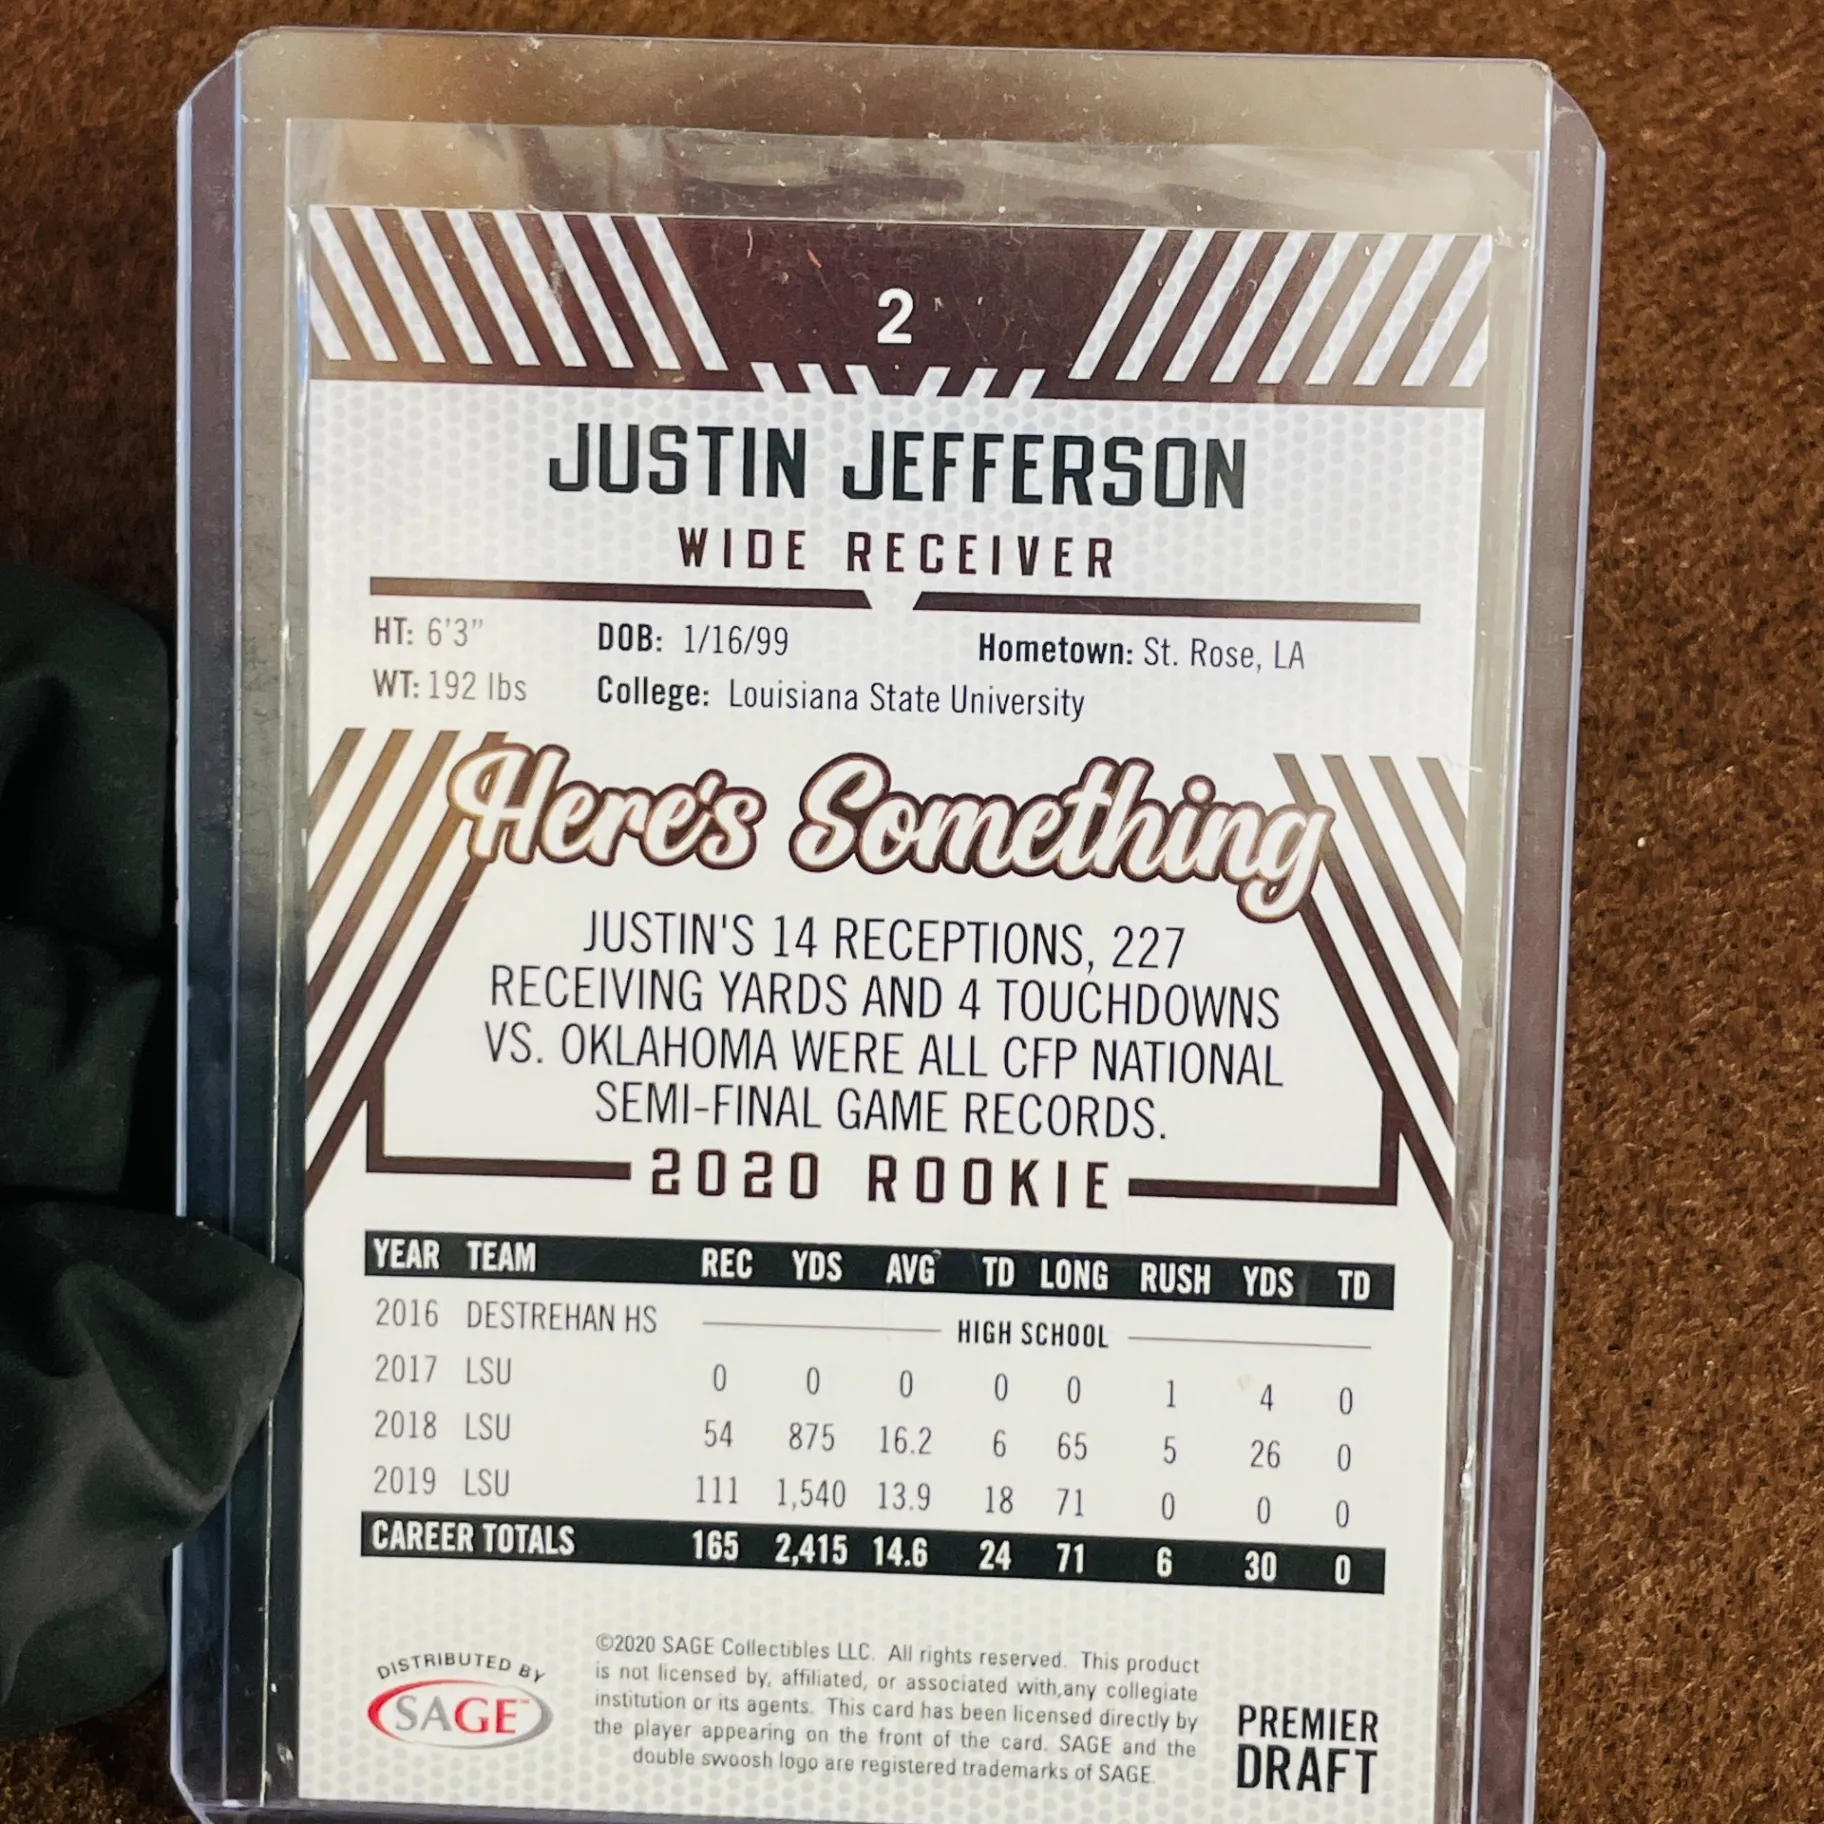 2
JUSTIN JEFFERSON
WIDE RECEIVER
HT: 6'3" DOB: 1/16/99 Hometown: St. Rose, LA
WT: 192 lbs College: Louisiana State University
Here's Something
JUSTIN'S 14 RECEPTIONS, 227
RECEIVING YARDS AND 4 TOUCHDOWNS
VS. OKLAHOMA WERE ALL CFP NATIONAL
SEMI-FINAL GAME RECORDS.
2020 ROOKIE
YEAR TEAM REC YDS AVG TD LONG RUSH YDS TD
2016 DESTREHAN HS HIGH SCHOOL
2017 LSU 0 0 0 0 0 1 4 0
2018 LSU 54 875 16.2 6 65 5 26 0
2019 LSU 111 1,540 13.9 18 71 0 0 0
CAREER TOTALS 165 2,415 14.6 24 71 6 30 0
DISTRIBUTED BY
SAGE™
©2020 SAGE Collectibles LLC. All rights reserved. This product
is not licensed by, affiliated, or associated with,any collegiate
institution or its agents. This card has been licensed directly by
the player appearing on the front of the card. SAGE and the
double swoosh logo are registered trademarks of SAGE.
PREMIER
DRAFT